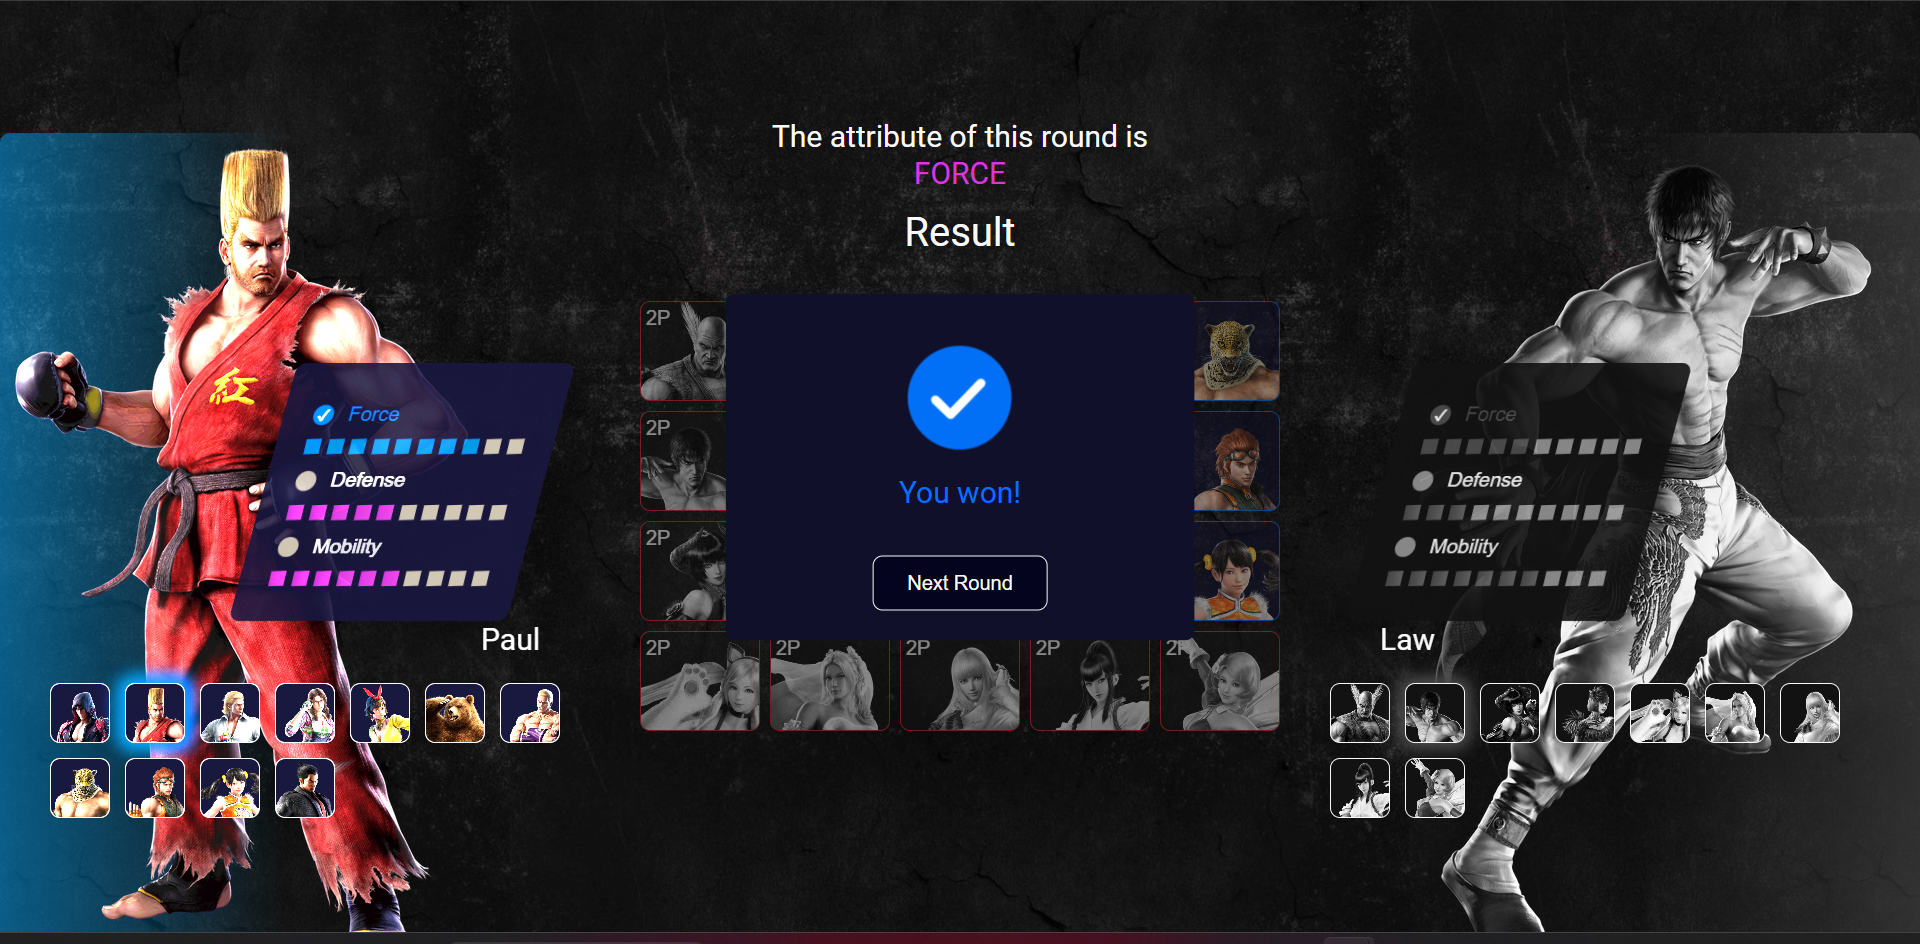 The attribute of this round is
FORCE
Result
2P
2P
2P
2P
2P
2P
2P
2P
You won!
Next Round
紅
Force
Defense
Mobility
Paul
Force
Defense
Mobility
Law